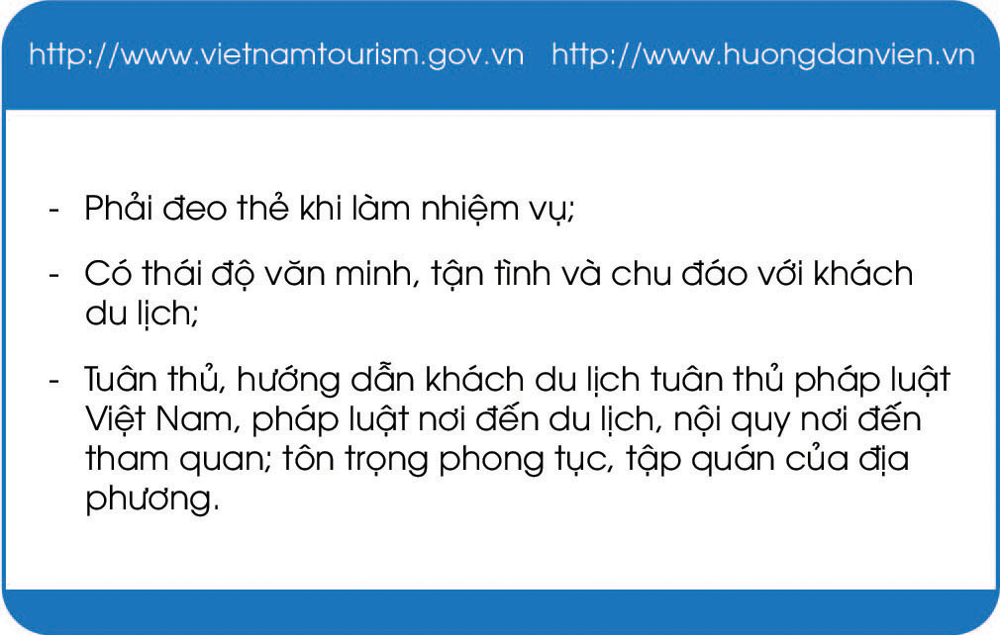 http://www.vietnamtourism.gov.vn http://www.huongdanvien.vn
- Phải đeo thẻ khi làm nhiệm vụ;
- Có thái độ văn minh, tận tình và chu đáo với khách
du lịch;
- Tuân thủ, hướng dẫn khách du lịch tuân thủ pháp luật
Việt Nam, pháp luật nơi đến du lịch, nội quy nơi đến
tham quan; tôn trọng phong tục, tập quán của địa
phương.